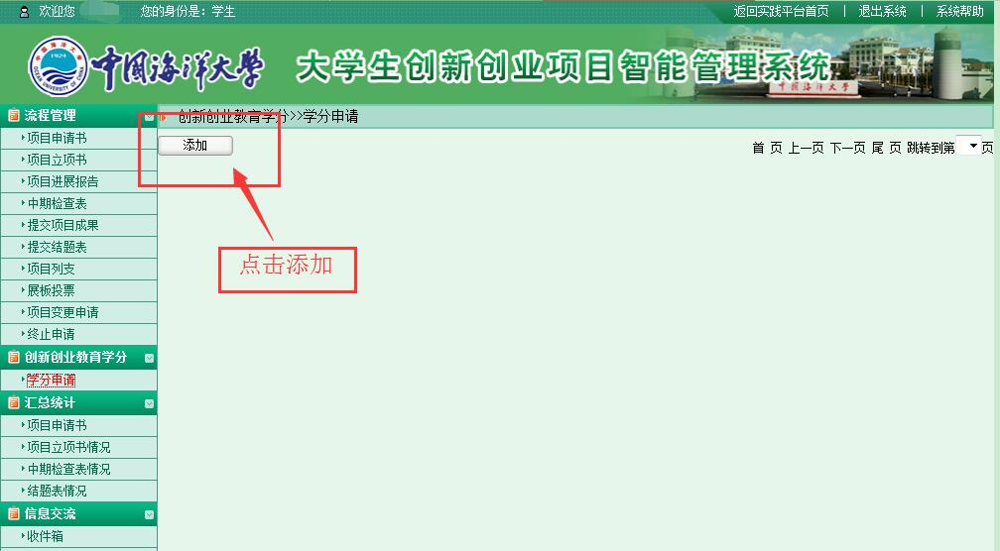 欢迎您 您的身份是：学生 返回实践平台首页 | 退出系统 | 系统帮助
1924
中国海洋大学 大学生创新创业项目智能管理系统
中国海洋大学
流程管理
项目申请书
项目立项书
项目进展报告
中期检查表
提交项目成果
提交结题表
项目列支
展板投票
项目变更申请
终止申请
创新创业教育学分
学分申请
汇总统计
项目申请书
项目立项书情况
中期检查表情况
结题表情况
信息交流
收件箱
创新创业教育学分>>学分申请
添加
首 页 上一页 下一页 尾 页 跳转到第 页
点击添加